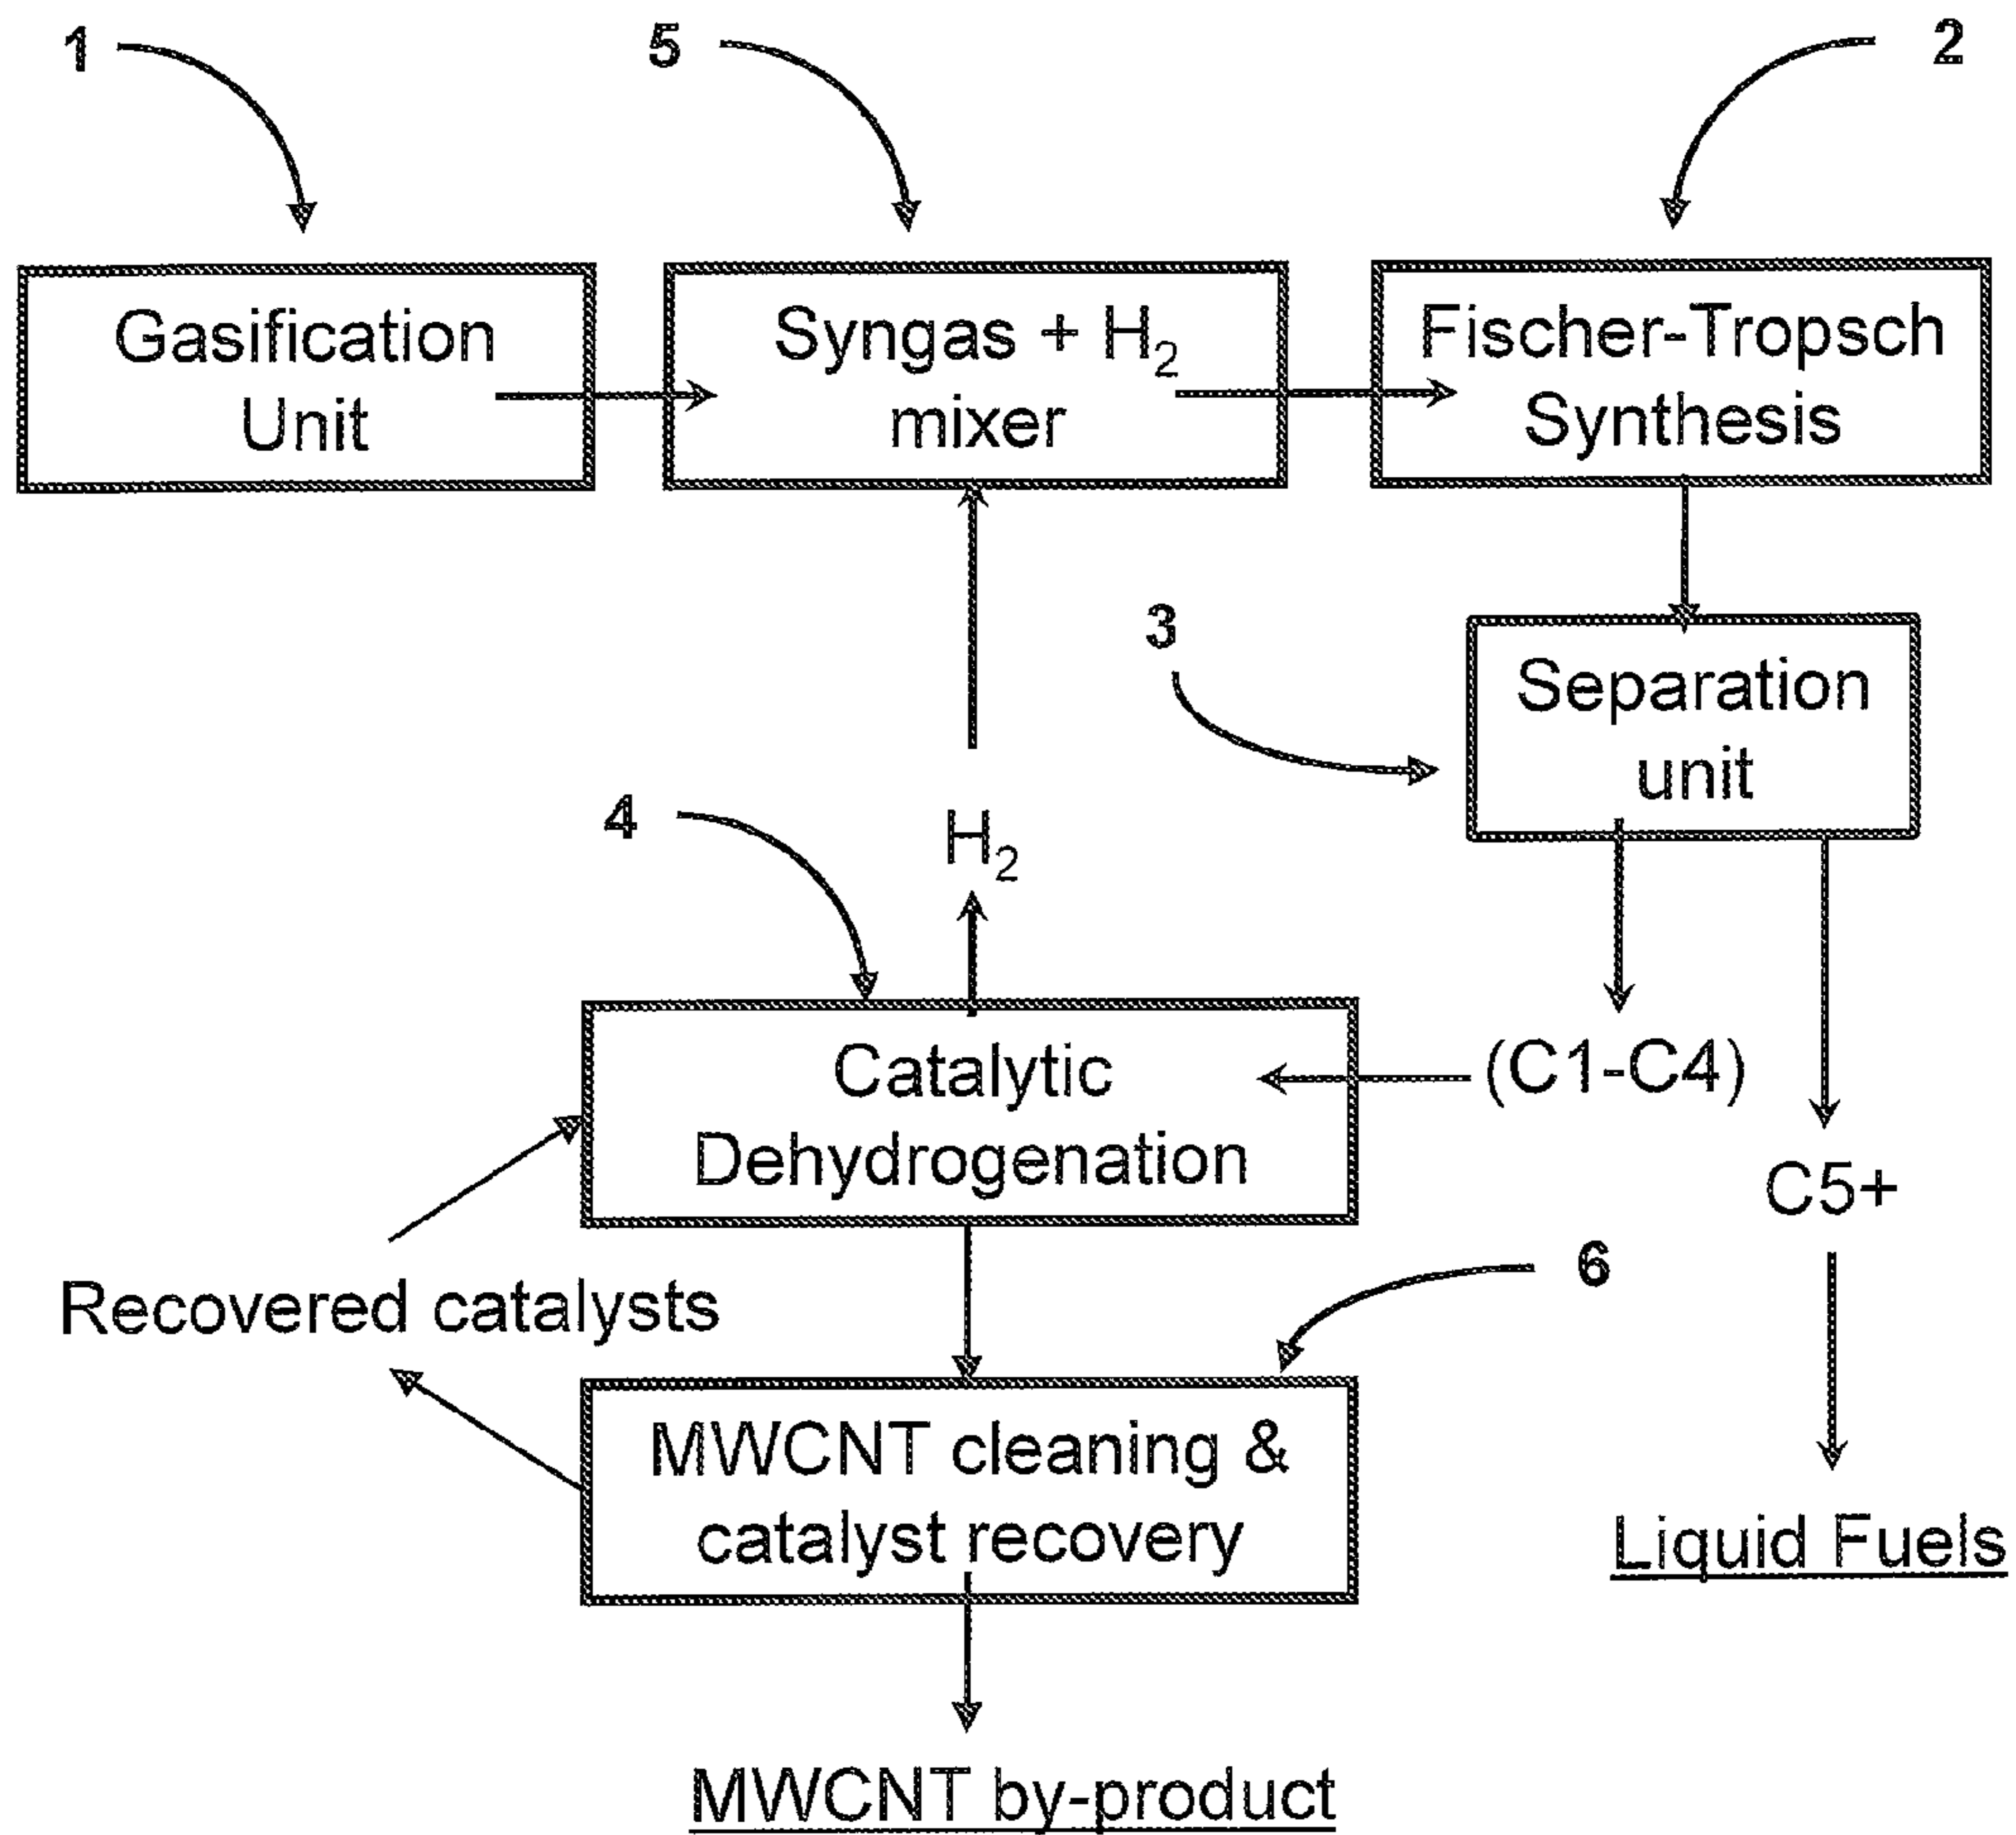 1
5
2
Gasification
Unit
Syngas + H₂
mixer
Fischer-Tropsch
Synthesis
3
Separation
unit
4
H₂
Catalytic
Dehydrogenation
(C1-C4)
C5+
Recovered catalysts
6
MWCNT cleaning &
catalyst recovery
Liquid Fuels
MWCNT by-product